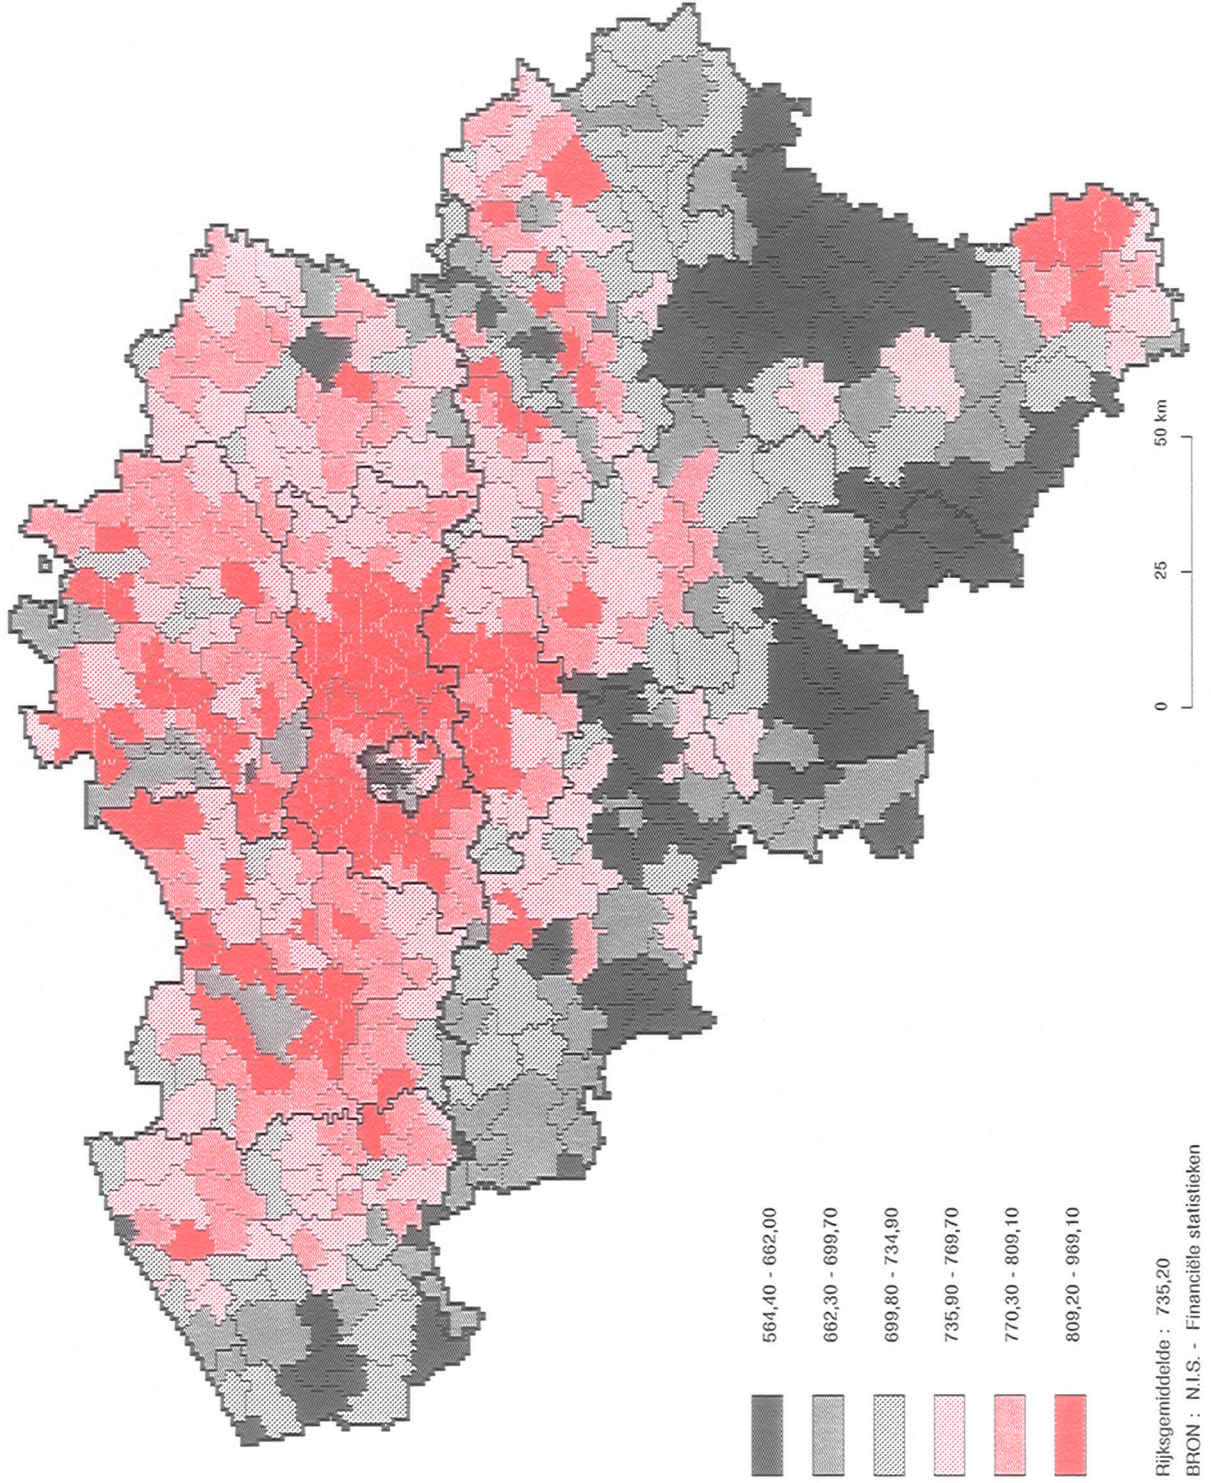 564,40 - 662,00
662,30 - 699,70
699,80 - 734,90
735,90 - 769,70
770,30 - 809,10
809,20 - 969,10
0 25 50 km
Rijksgemiddelde : 735,20
BRON : N.I.S. - Financiële statistieken